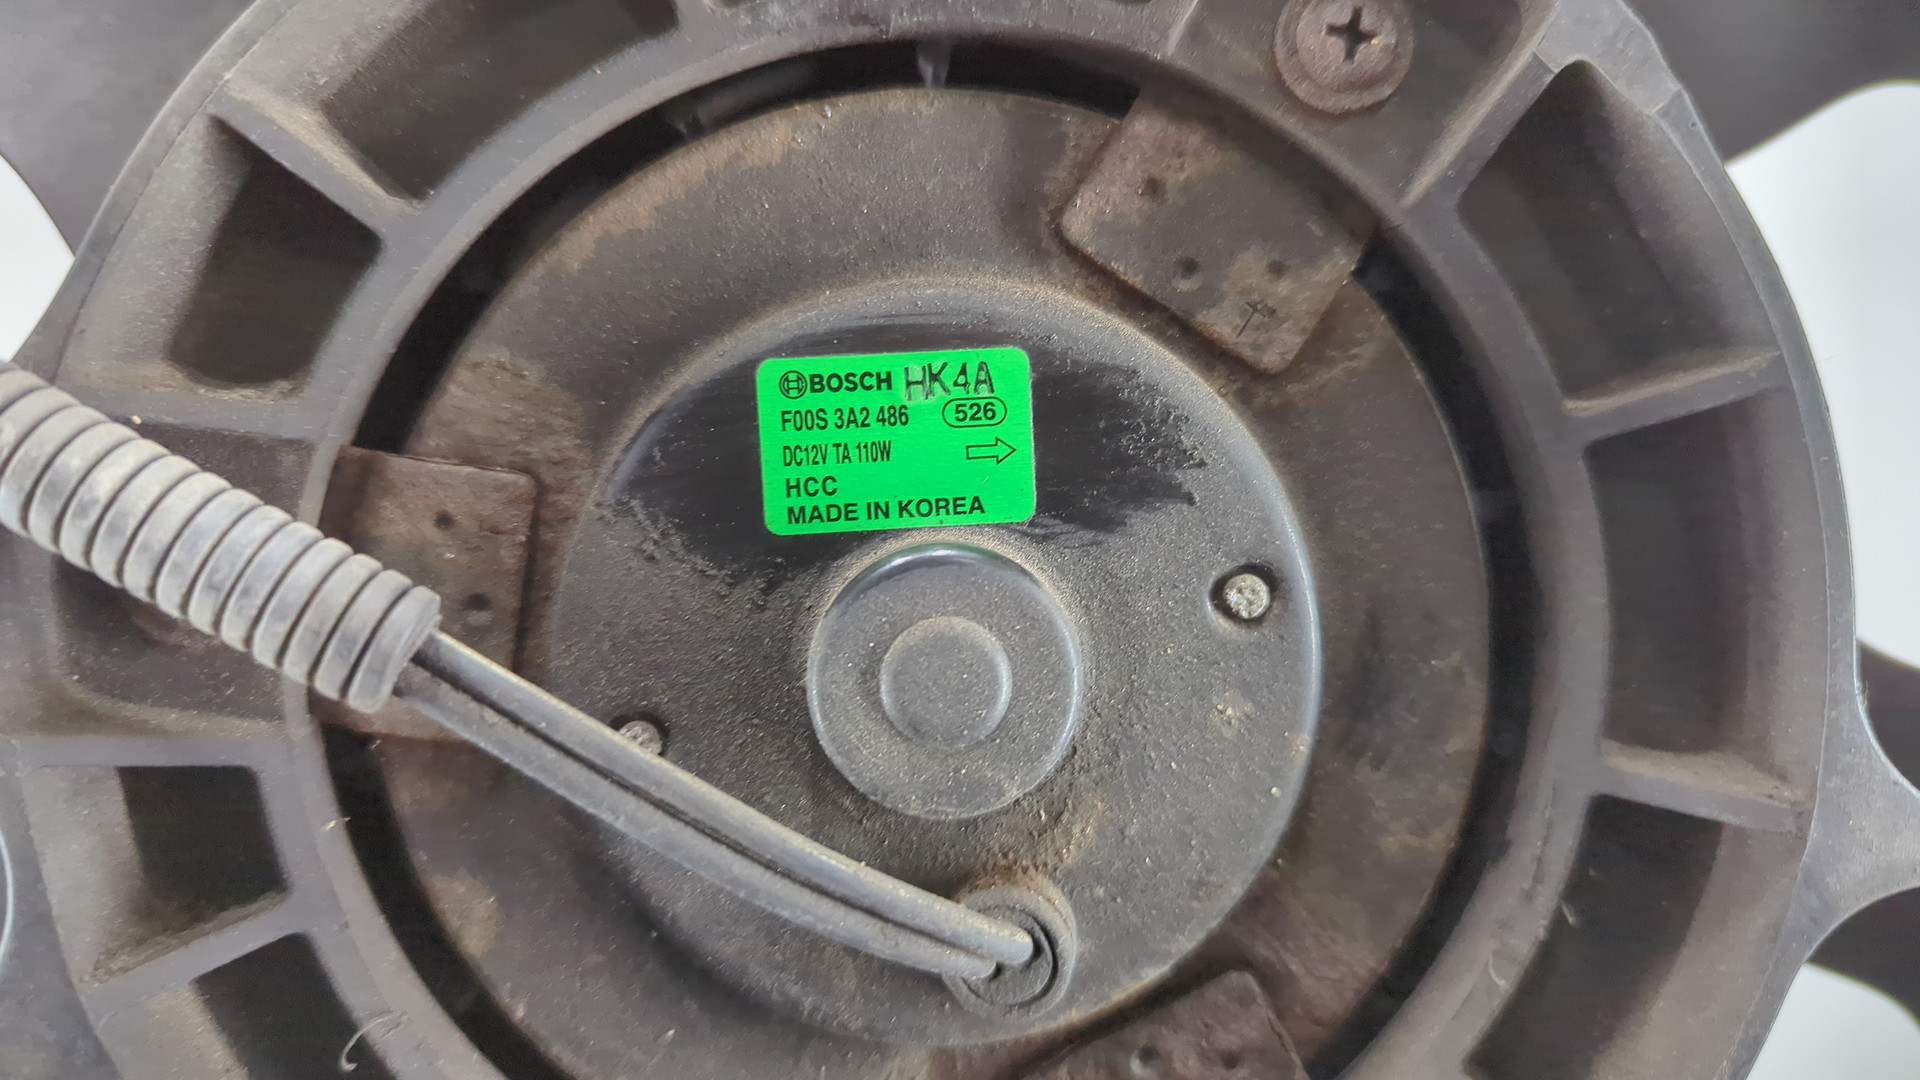 BOSCH HK4A
F00S 3A2 486 526
DC12V TA 110W
HCC
MADE IN KOREA